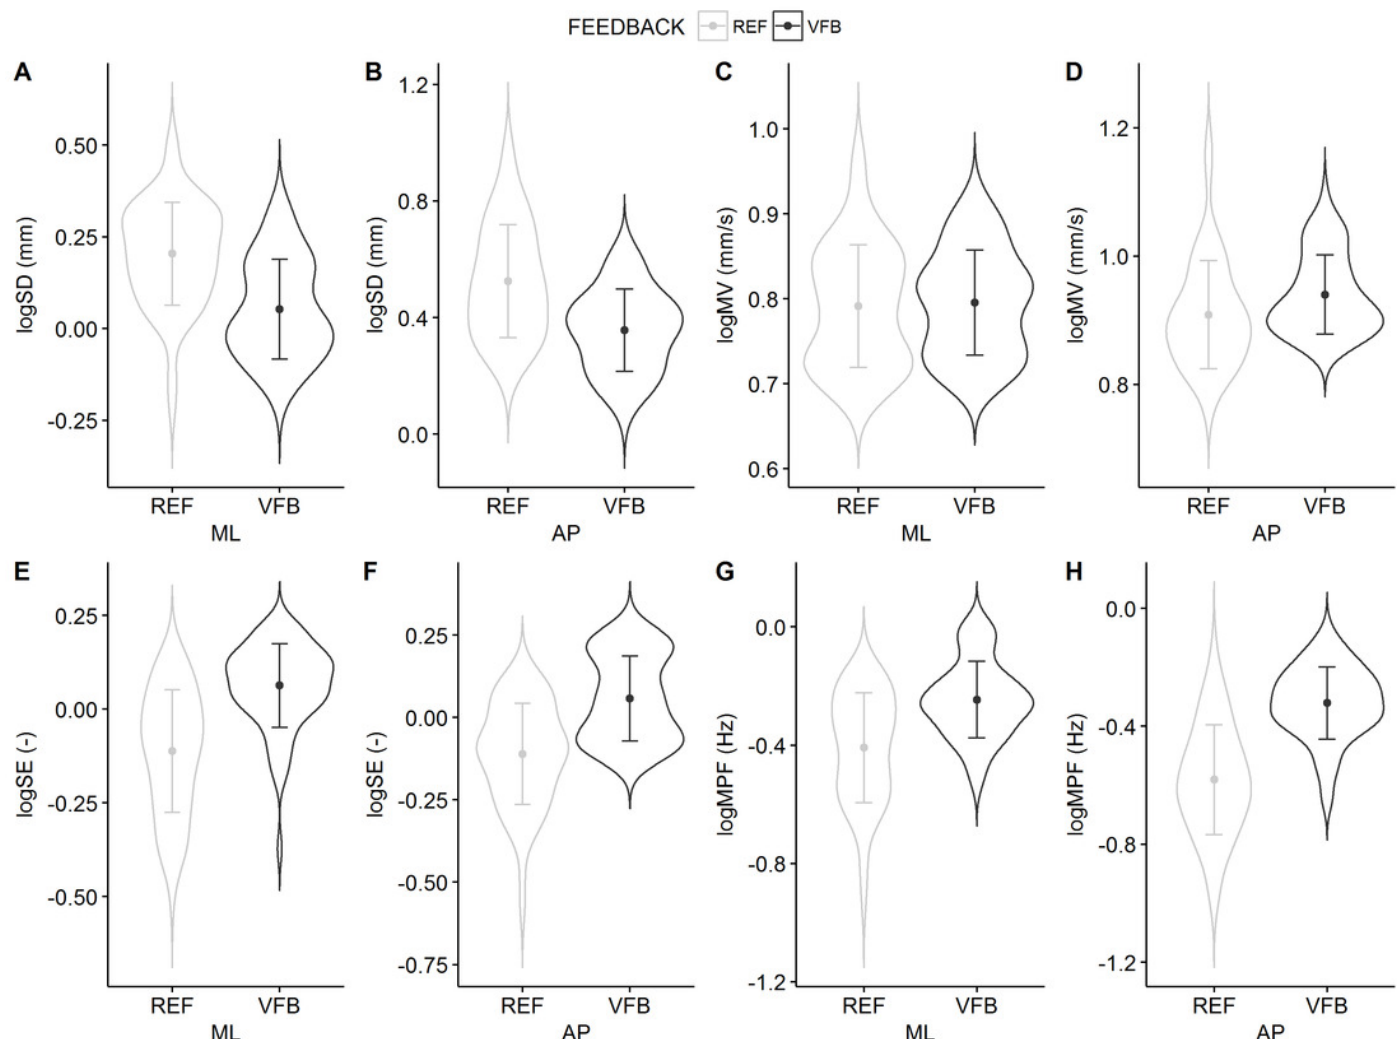 FEEDBACK REF VFB
A
logSD (mm)
0.50
0.25
0.00
-0.25
REF VFB
ML
B
logSD (mm)
1.2
0.8
0.4
0.0
REF VFB
AP
C
logMV (mm/s)
1.0
0.9
0.8
0.7
0.6
REF VFB
ML
D
logMV (mm/s)
1.2
1.0
0.8
REF VFB
AP
E
logSE (-)
0.25
0.00
-0.25
-0.50
REF VFB
ML
F
logSE (-)
0.25
0.00
-0.25
-0.50
-0.75
REF VFB
AP
G
logMPF (Hz)
0.0
-0.4
-0.8
-1.2
REF VFB
ML
H
logMPF (Hz)
0.0
-0.4
-0.8
-1.2
REF VFB
AP